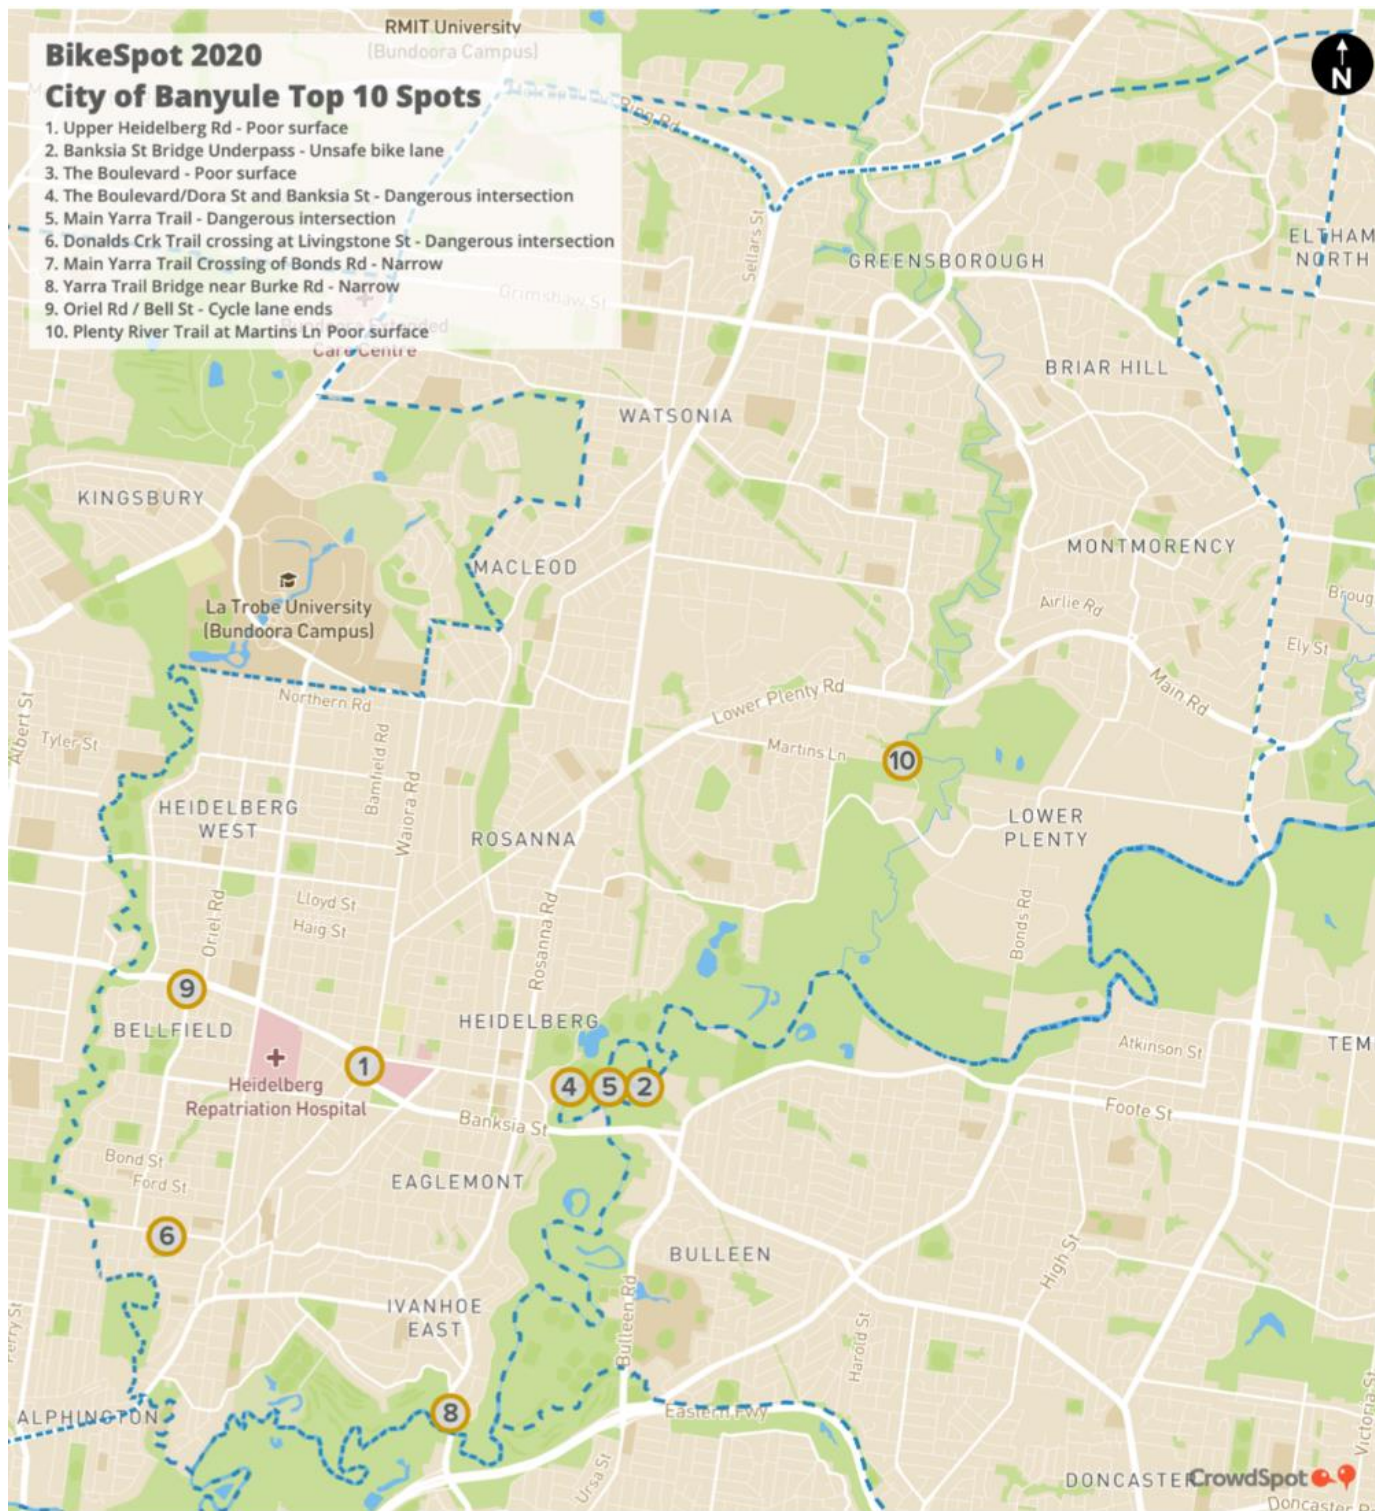 RMIT University
(Bundoora Campus)
BikeSpot 2020
City of Banyule Top 10 Spots
1. Upper Heidelberg Rd - Poor surface
2. Banksia St Bridge Underpass - Unsafe bike lane
3. The Boulevard - Poor surface
4. The Boulevard/Dora St and Banksia St - Dangerous intersection
5. Main Yarra Trail - Dangerous intersection
6. Donalds Crk Trail crossing at Livingstone St - Dangerous intersection
7. Main Yarra Trail Crossing of Bonds Rd - Narrow
8. Yarra Trail Bridge near Burke Rd - Narrow
9. Oriel Rd / Bell St - Cycle lane ends
10. Plenty River Trail at Martins Ln Poor surface
N
Ring Rd
Sellars St
Grimshaw St
Care Centre
GREENSBOROUGH
ELTHAM
NORTH
BRIAR HILL
WATSONIA
KINGSBURY
MACLEOD
MONTMORENCY
La Trobe University
(Bundoora Campus)
Airlie Rd
Broug
Ely St
Main Rd
Northern Rd
Lower Plenty Rd
Albert St
Tyler St
Bamfield Rd
Waiora Rd
Martins Ln
10
HEIDELBERG
WEST
ROSANNA
LOWER
PLENTY
Lloyd St
Haig St
Oriel Rd
Rosanna Rd
Bonds Rd
9
BELLFIELD
HEIDELBERG
Atkinson St
TEM
1
4
5
2
Heidelberg
Repatriation Hospital
Banksia St
Foote St
Bond St
Ford St
EAGLEMONT
6
BULLEEN
High St
IVANHOE
EAST
Bulleen Rd
Harold St
8
ALPHINGTON
Eastern Fwy
Victoria St
Ursa St
DONCASTER
CrowdSpot